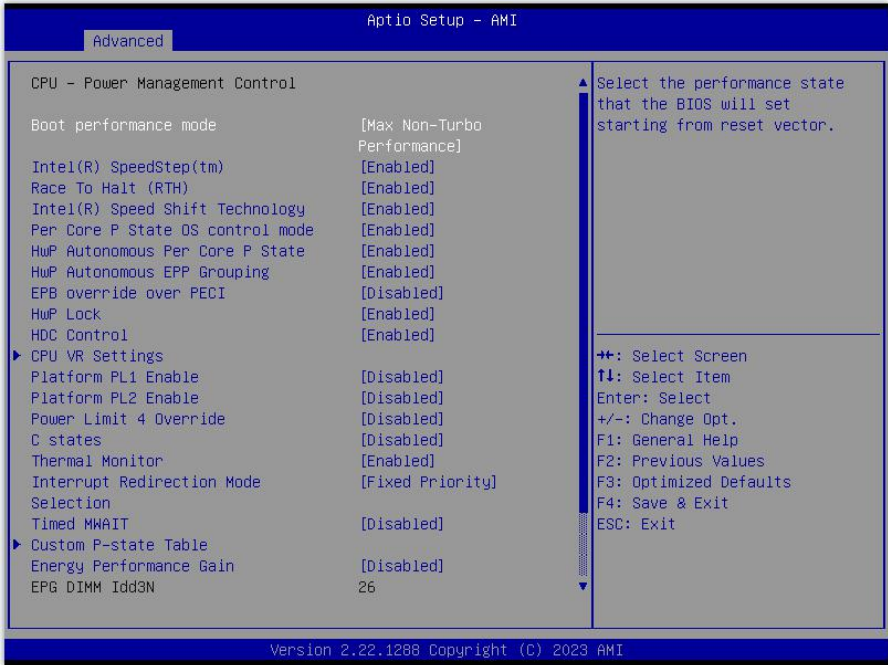 Aptio Setup – AMI
Advanced
CPU – Power Management Control
Boot performance mode [Max Non-Turbo
Performance]
Intel(R) SpeedStep(tm) [Enabled]
Race To Halt (RTH) [Enabled]
Intel(R) Speed Shift Technology [Enabled]
Per Core P State OS control mode [Enabled]
HwP Autonomous Per Core P State [Enabled]
HwP Autonomous EPP Grouping [Enabled]
EPB override over PECI [Disabled]
HwP Lock [Enabled]
HDC Control [Enabled]
CPU VR Settings
Platform PL1 Enable [Disabled]
Platform PL2 Enable [Disabled]
Power Limit 4 Override [Disabled]
C states [Disabled]
Thermal Monitor [Enabled]
Interrupt Redirection Mode [Fixed Priority]
Selection
Timed MWAIT [Disabled]
Custom P-state Table
Energy Performance Gain [Disabled]
EPG DIMM Idd3N 26
Select the performance state
that the BIOS will set
starting from reset vector.
→←: Select Screen
↑↓: Select Item
Enter: Select
+/-: Change Opt.
F1: General Help
F2: Previous Values
F3: Optimized Defaults
F4: Save & Exit
ESC: Exit
Version 2.22.1288 Copyright (C) 2023 AMI